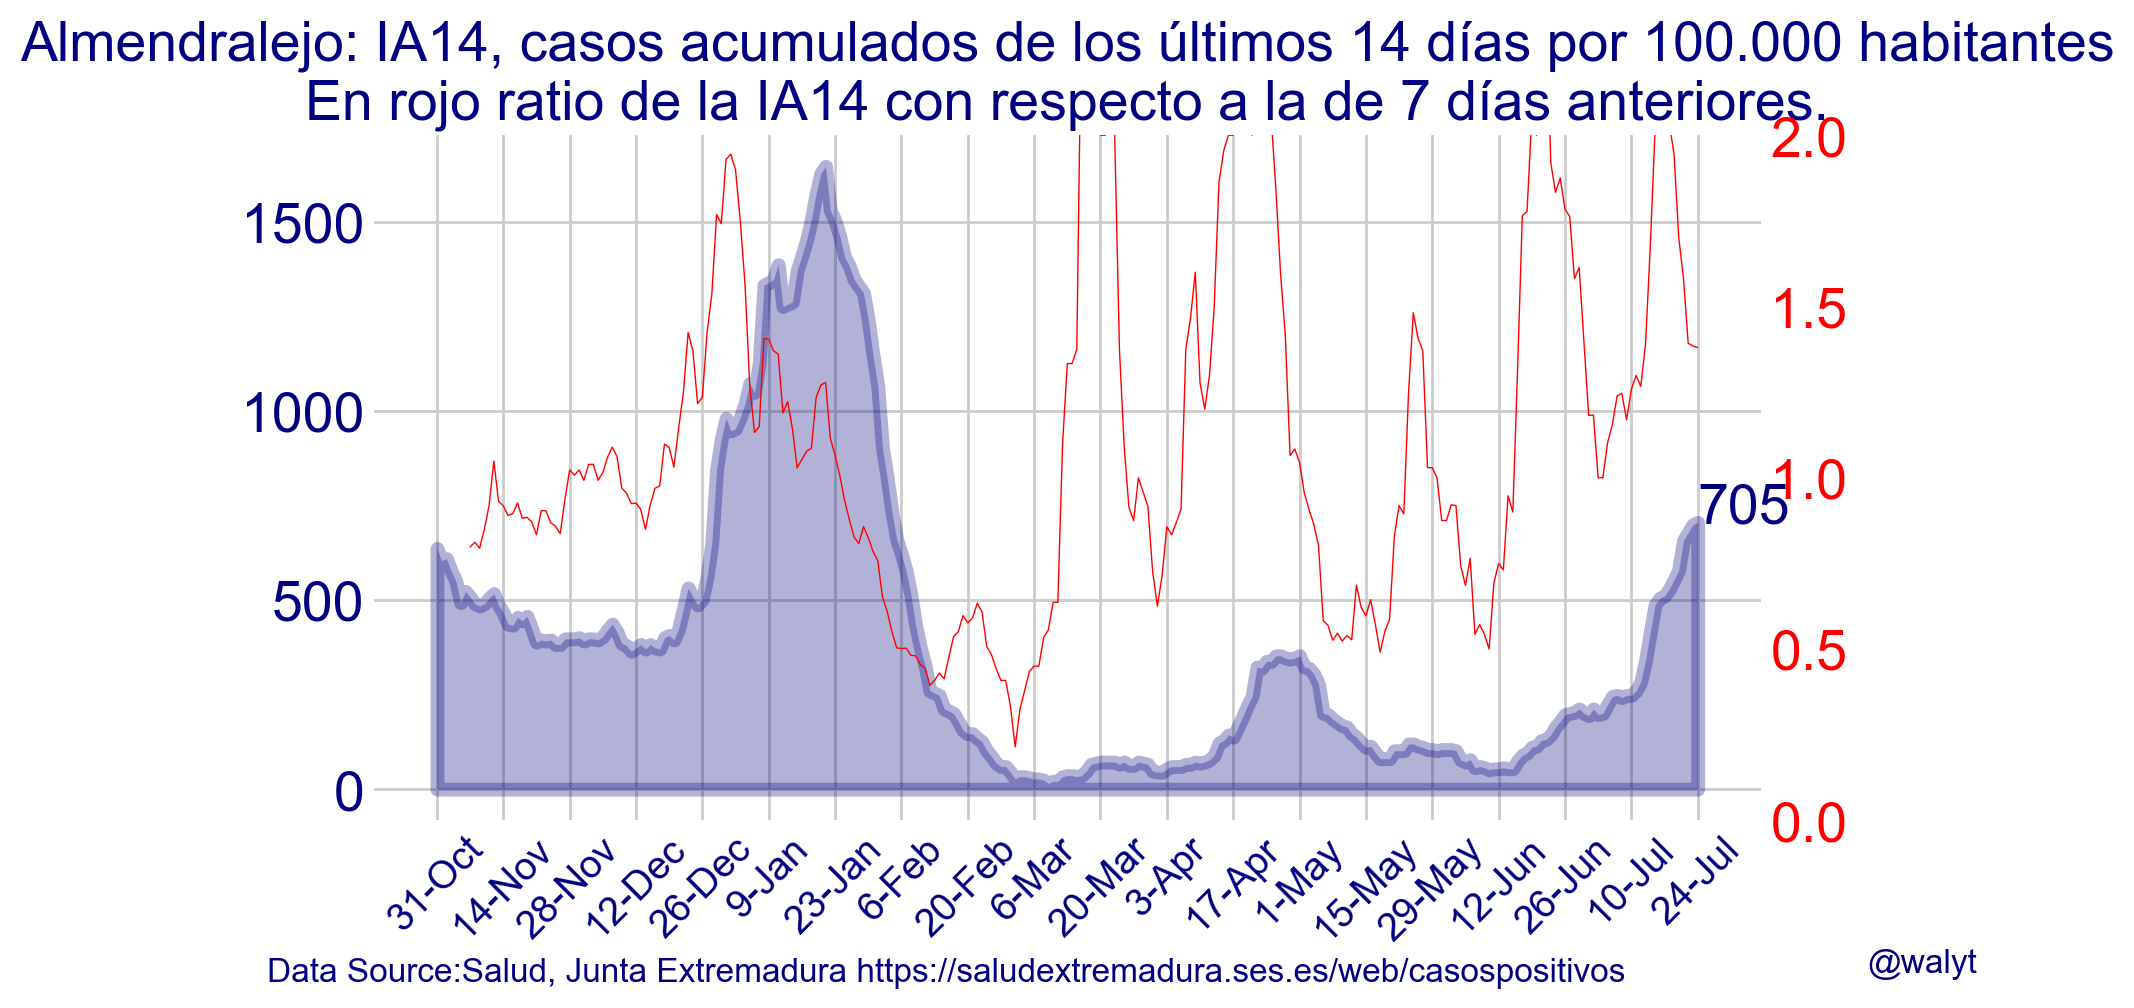 Almendralejo: IA14, casos acumulados de los últimos 14 días por 100.000 habitantes
En rojo ratio de la IA14 con respecto a la de 7 días anteriores.
2.0
1500
1.5
1000
1.0
705
500
0.5
0
0.0
31-Oct
14-Nov
28-Nov
12-Dec
26-Dec
9-Jan
23-Jan
6-Feb
20-Feb
6-Mar
20-Mar
3-Apr
17-Apr
1-May
15-May
29-May
12-Jun
26-Jun
10-Jul
24-Jul
Data Source:Salud, Junta Extremadura https://saludextremadura.ses.es/web/casospositivos
@walyt